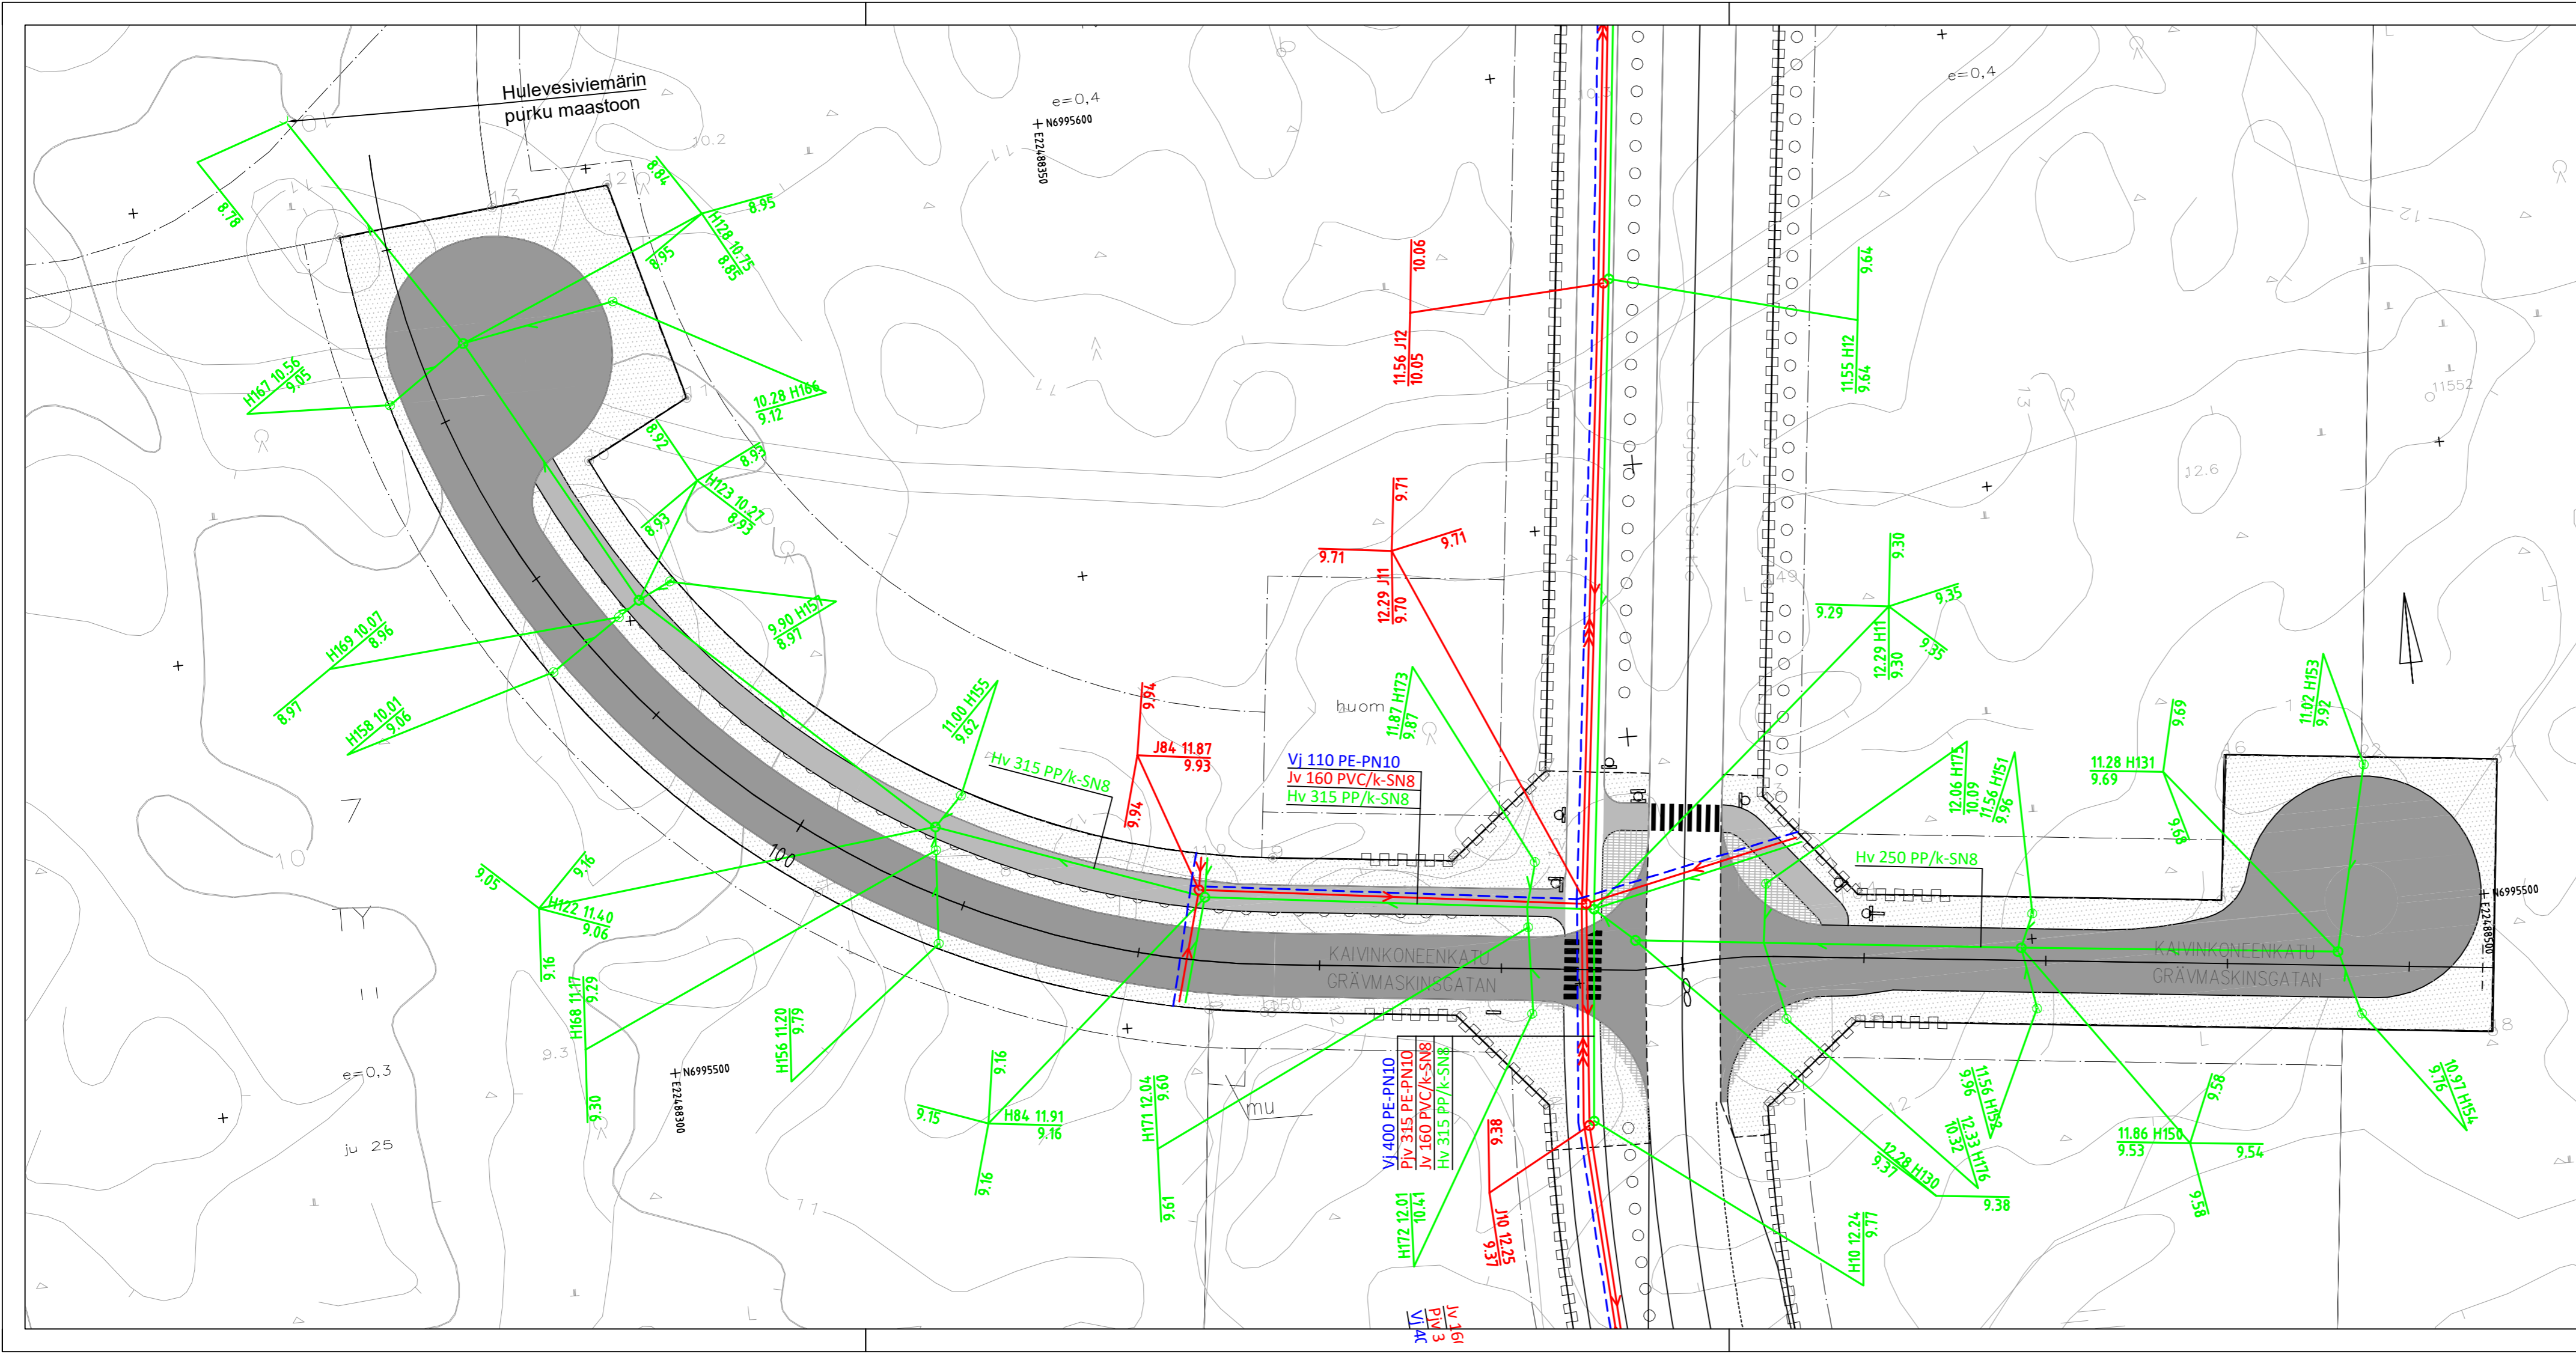 Hulevesiviemärin
purku maastoon
8.78
8.84
8.95
H128 10.75
8.85
8.95
10.2
e=0,4
N6995600
E22488350
e=0,4
H167 10.56
9.05
10.28 H166
9.12
8.92
8.93
H123 10.27
8.93
8.93
H169 10.07
8.96
8.97
H158 10.01
9.06
9.90 H157
8.97
10.06
11.56 J12
10.05
9.64
11.55 H12
9.64
9.71
9.71
9.71
12.29 J11
9.70
9.30
9.29
9.35
12.29 H11
9.30
9.35
11552
12.6
11.00 H155
9.62
Hv 315 PP/k-SN8
9.94
J84 11.87
9.93
9.94
huom
11.87 H173
9.87
Vj 110 PE-PN10
Jv 160 PVC/k-SN8
Hv 315 PP/k-SN8
12.06 H175
10.09
11.56 H151
9.96
11.28 H131
9.69
9.69
9.68
11.02 H153
9.92
Hv 250 PP/k-SN8
N6995500
E22488500
KAIVINKONEENKATU
GRÄVMASKINSGATAN
KAIVINKONEENKATU
GRÄVMASKINSGATAN
100
7
10
TY
11
9.05
9.16
H122 11.40
9.06
9.16
H168 11.17
9.29
9.30
H156 11.20
9.79
9.3
e=0,3
N6995500
E22488300
ju 25
9.16
9.15
H84 11.91
9.16
9.16
H171 12.04
9.60
9.61
mu
Vj 400 PE-PN10
Pjv 315 PE-PN10
Jv 160 PVC/k-SN8
Hv 315 PP/k-SN8
H172 12.01
10.41
9.38
J10 12.25
9.37
H10 12.24
9.77
12.28 H130
9.37
9.38
12.33 H176
10.32
11.56 H152
9.96
11.86 H150
9.53
9.58
9.54
9.58
10.97 H154
9.76